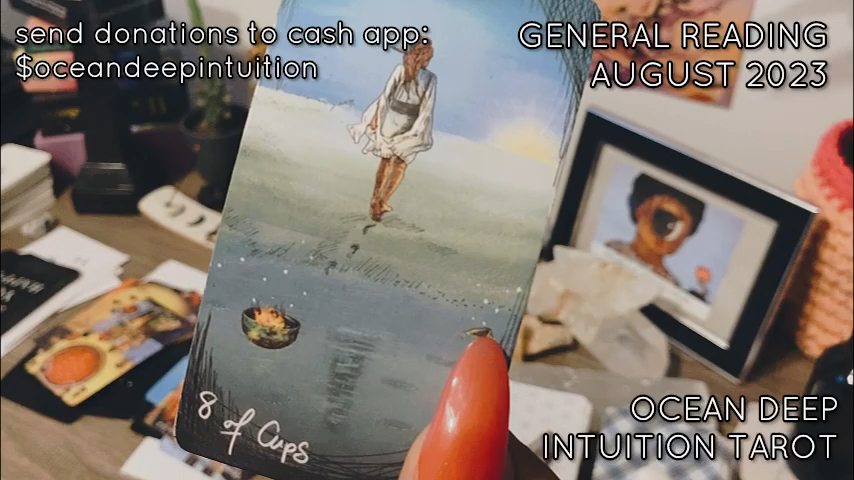 send donations to cash app:
$oceandeepintuition
GENERAL READING
AUGUST 2023
8 of Cups
OCEAN DEEP
INTUITION TAROT